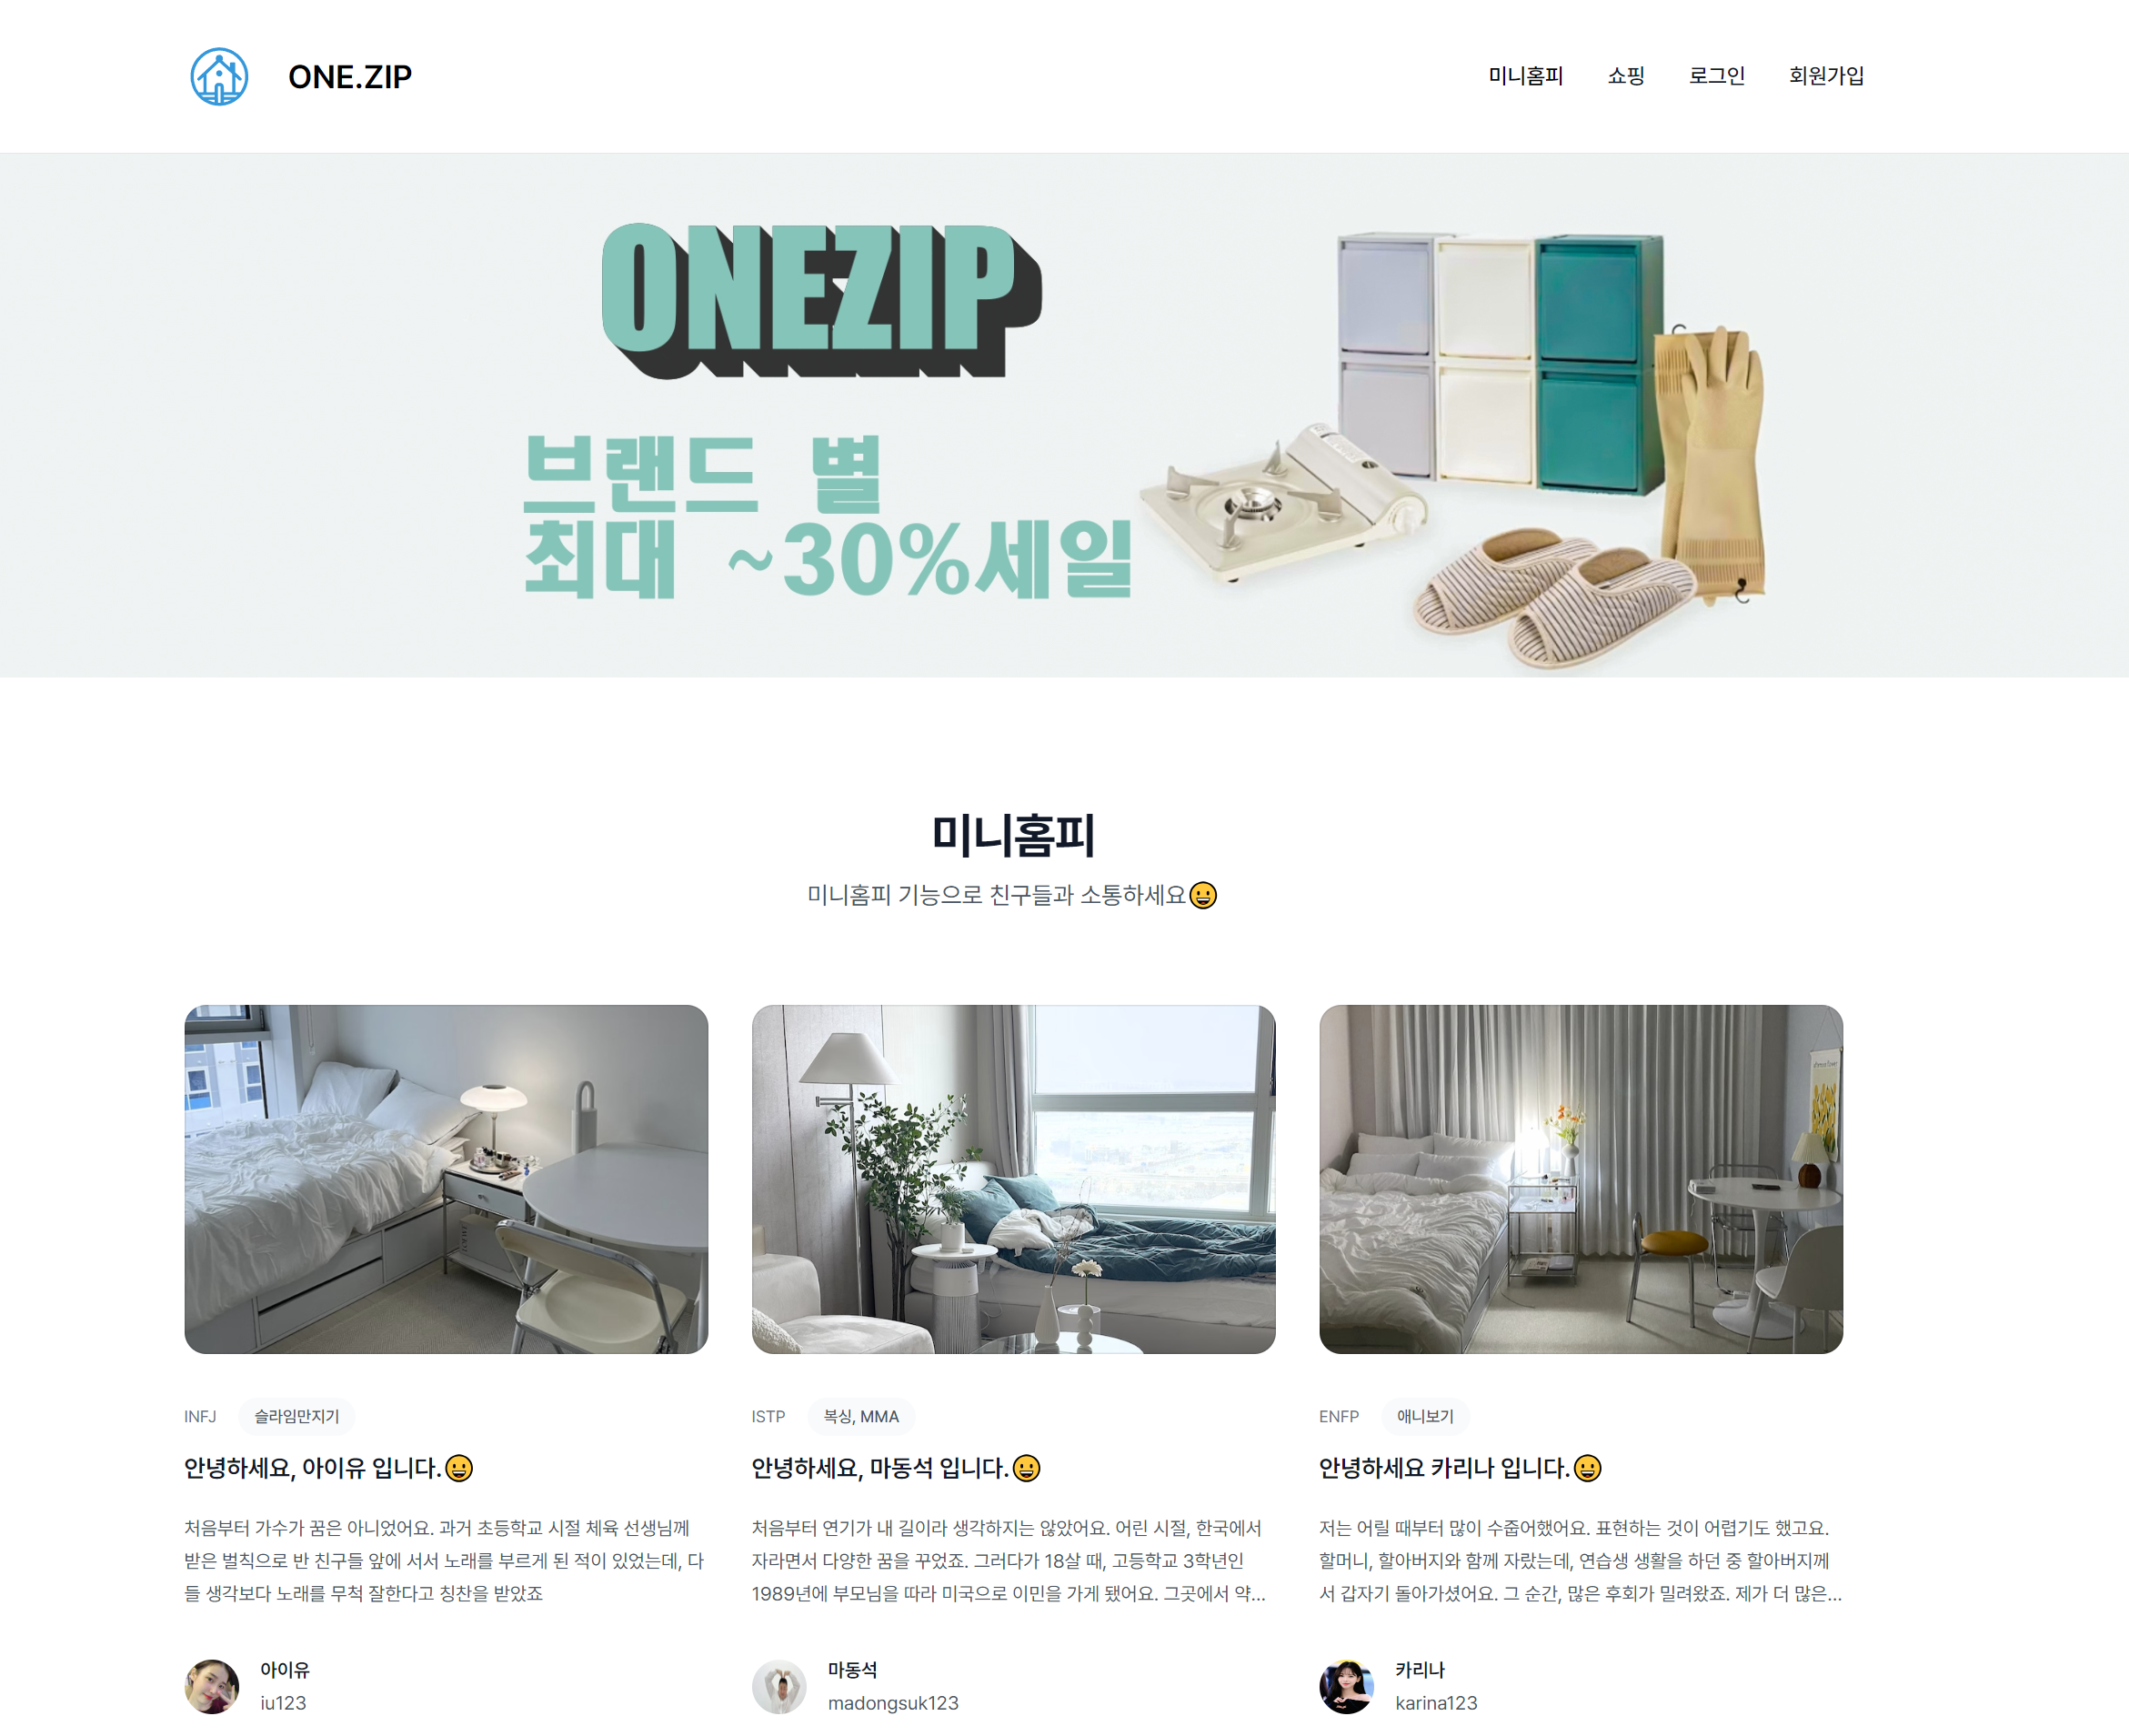 ONE.ZIP
미니홈피 쇼핑 로그인 회원가입
ONEZIP
브랜드 별
최대 ~30%세일
미니홈피
미니홈피 기능으로 친구들과 소통하세요😀
INFJ 슬라임만지기
안녕하세요, 아이유 입니다.😀
처음부터 가수가 꿈은 아니었어요. 과거 초등학교 시절 체육 선생님께
받은 벌칙으로 반 친구들 앞에 서서 노래를 부르게 된 적이 있었는데, 다
들 생각보다 노래를 무척 잘한다고 칭찬을 받았죠
아이유
iu123
ISTP 복싱, MMA
안녕하세요, 마동석 입니다.😀
처음부터 연기가 내 길이라 생각하지는 않았어요. 어린 시절, 한국에서
자라면서 다양한 꿈을 꾸었죠. 그러다가 18살 때, 고등학교 3학년인
1989년에 부모님을 따라 미국으로 이민을 가게 됐어요. 그곳에서 약...
마동석
madongsuk123
ENFP 애니보기
안녕하세요 카리나 입니다.😀
저는 어릴 때부터 많이 수줍어했어요. 표현하는 것이 어렵기도 했고요.
할머니, 할아버지와 함께 자랐는데, 연습생 생활을 하던 중 할아버지께
서 갑자기 돌아가셨어요. 그 순간, 많은 후회가 밀려왔죠. 제가 더 많은...
카리나
karina123